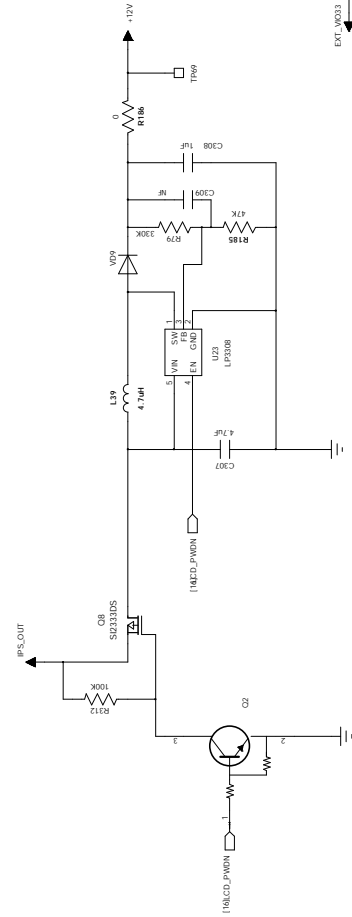 +12V
EXT_VIO33
TP69
0
R186
1uF
C308
NF
C309
330K
R79
47K
R185
VD9
1
3
2
SW
FB
GND
VIN
EN
5
4
U23
LP3308
L39
4.7uH
4.7uF
C307
[16]LCD_PWDN
Q8
SI2333DS
IPS_OUT
100K
R312
Q2
3
2
1
[16]LCD_PWDN